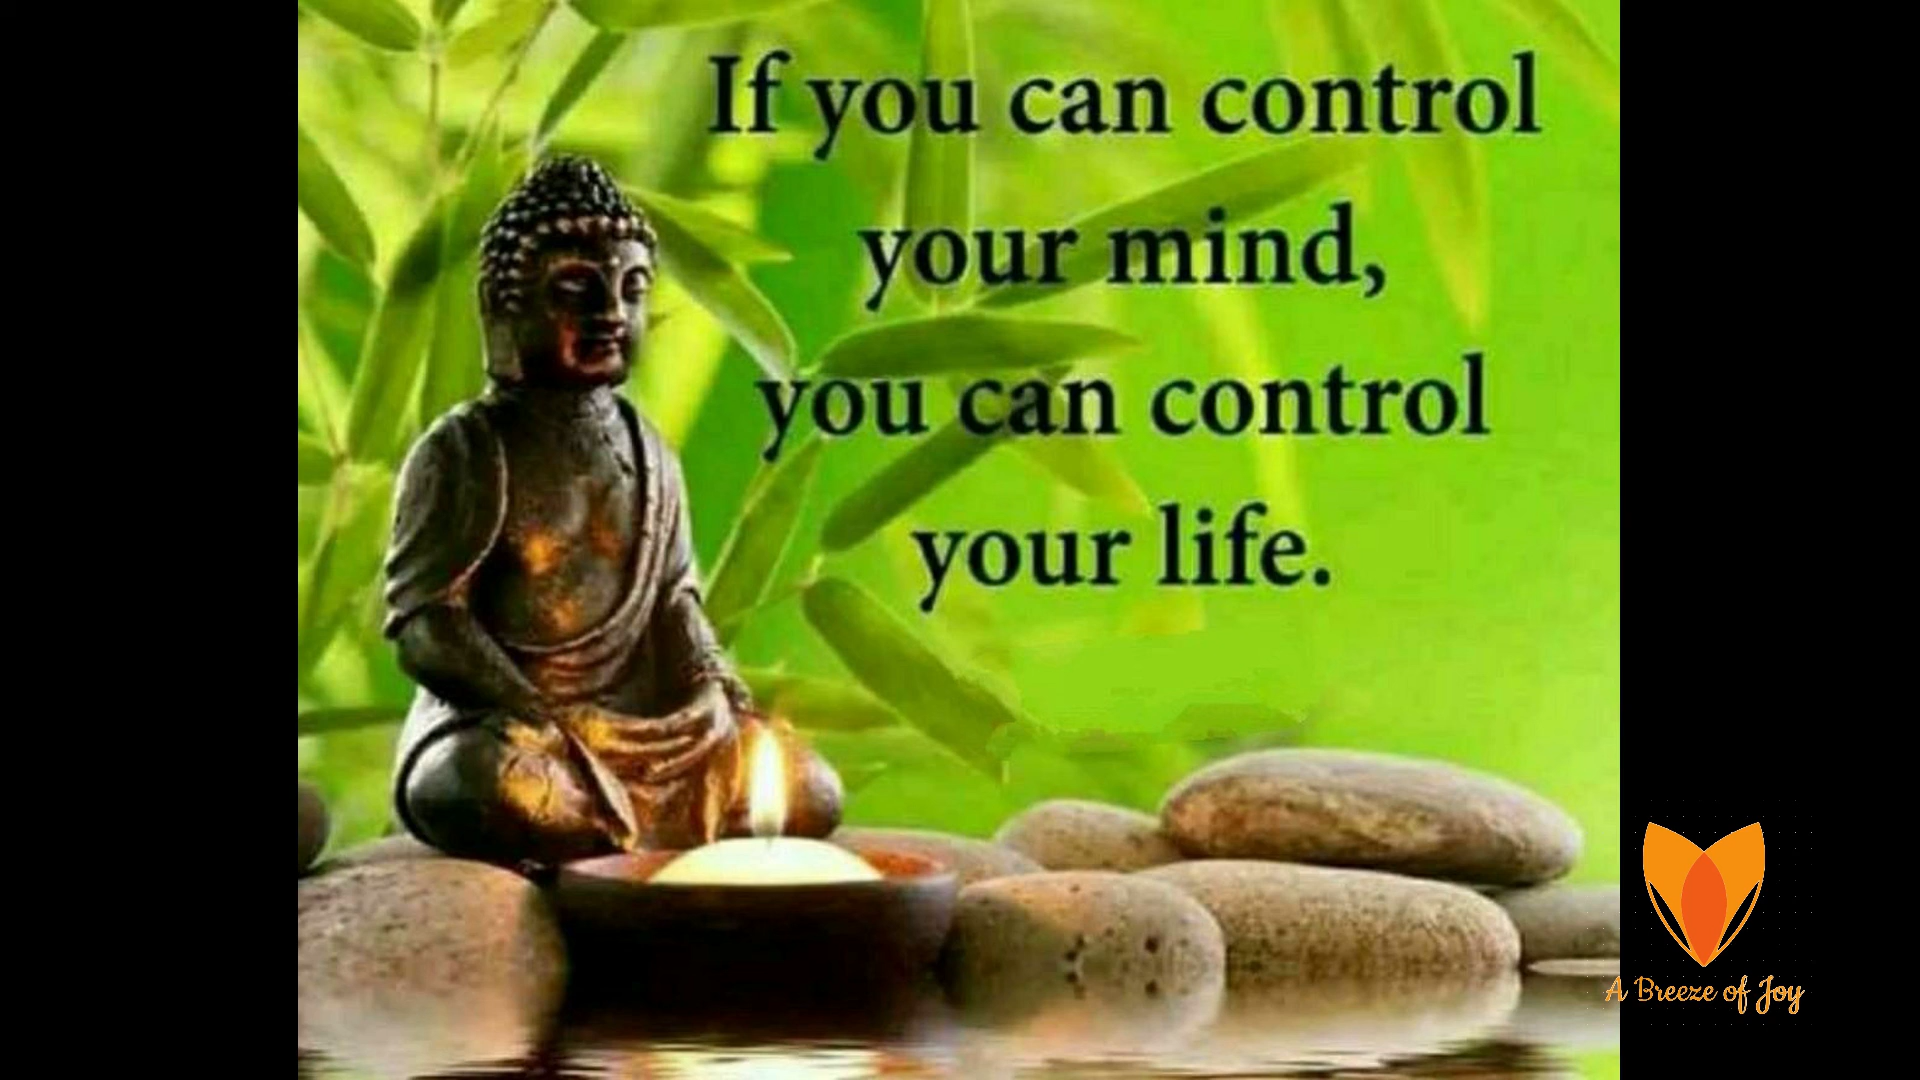 If you can control
your mind,
you can control
your life.
A Breeze of Joy